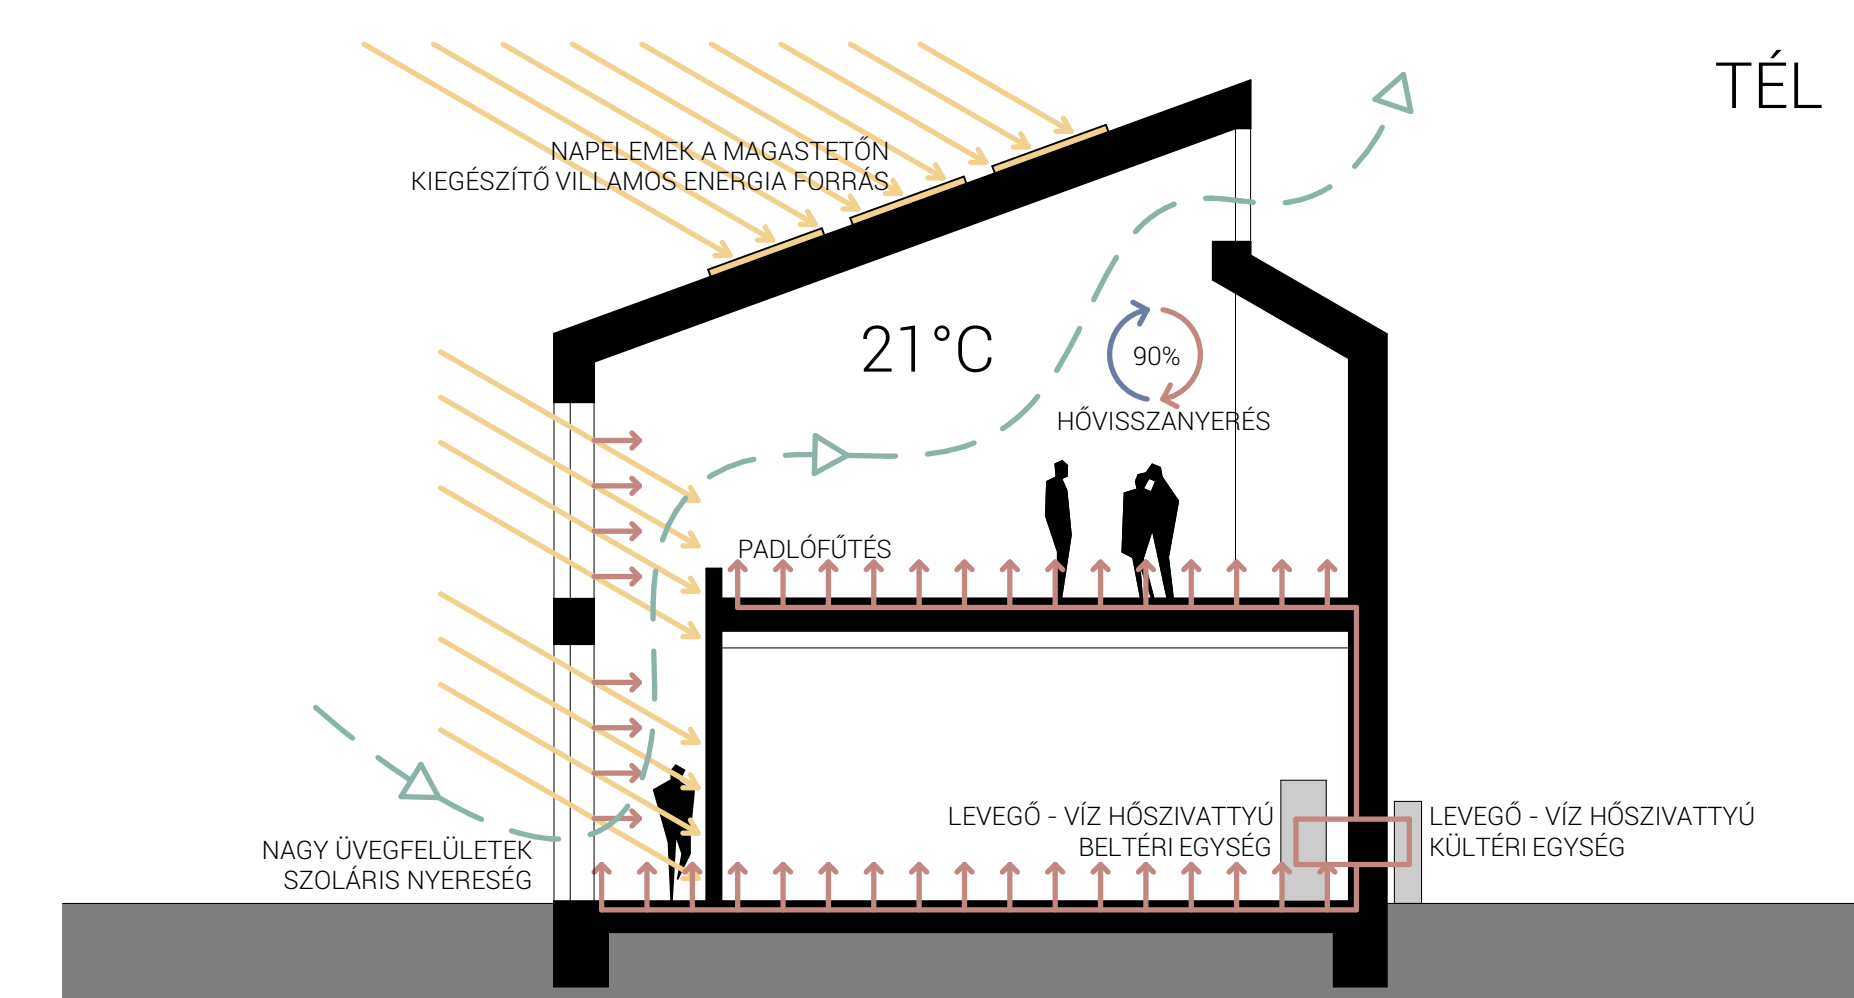 TÉL
NAPELEMEK A MAGASTETŐN
KIEGÉSZÍTŐ VILLAMOS ENERGIA FORRÁS
21°C
90%
HŐVISSZANYERÉS
PADLÓFŰTÉS
LEVEGŐ - VÍZ HŐSZIVATTYÚ
BELTÉRI EGYSÉG
LEVEGŐ - VÍZ HŐSZIVATTYÚ
KÜLTÉRI EGYSÉG
NAGY ÜVEGFELÜLETEK
SZOLÁRIS NYERESÉG